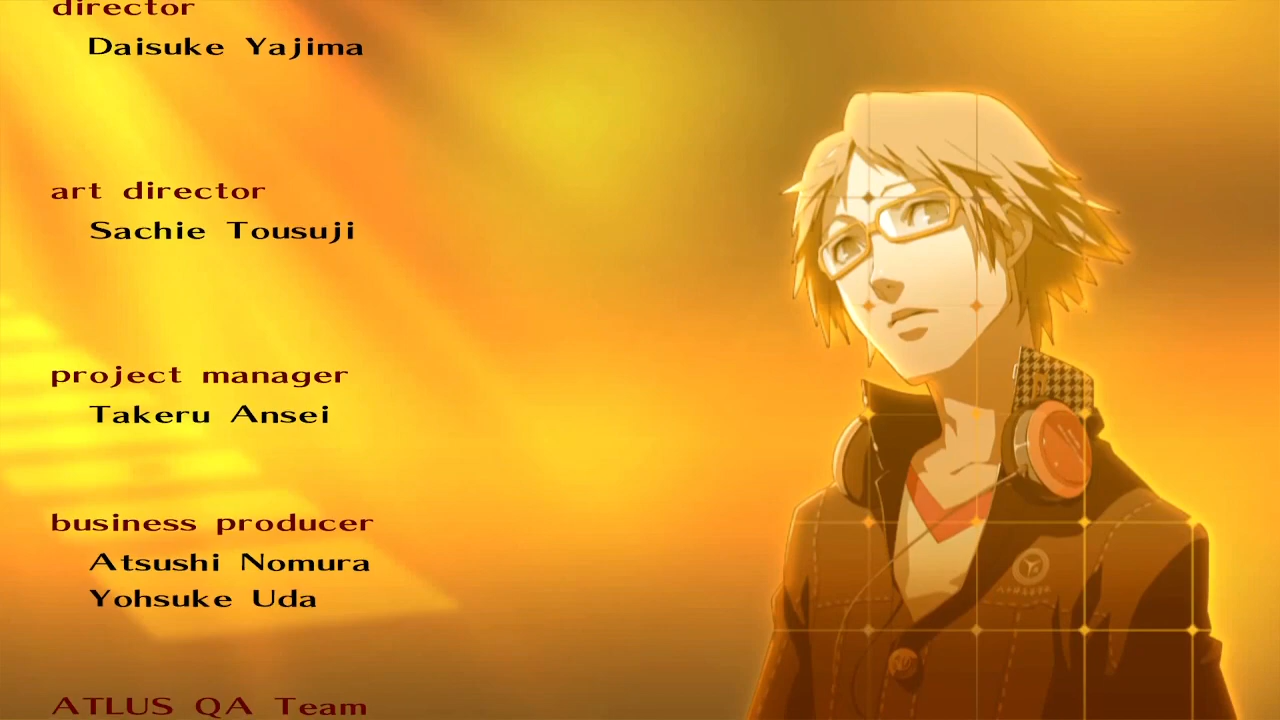 director
Daisuke Yajima
art director
Sachie Tousuji
project manager
Takeru Ansei
business producer
Atsushi Nomura
Yohsuke Uda
ATLUS QA Team